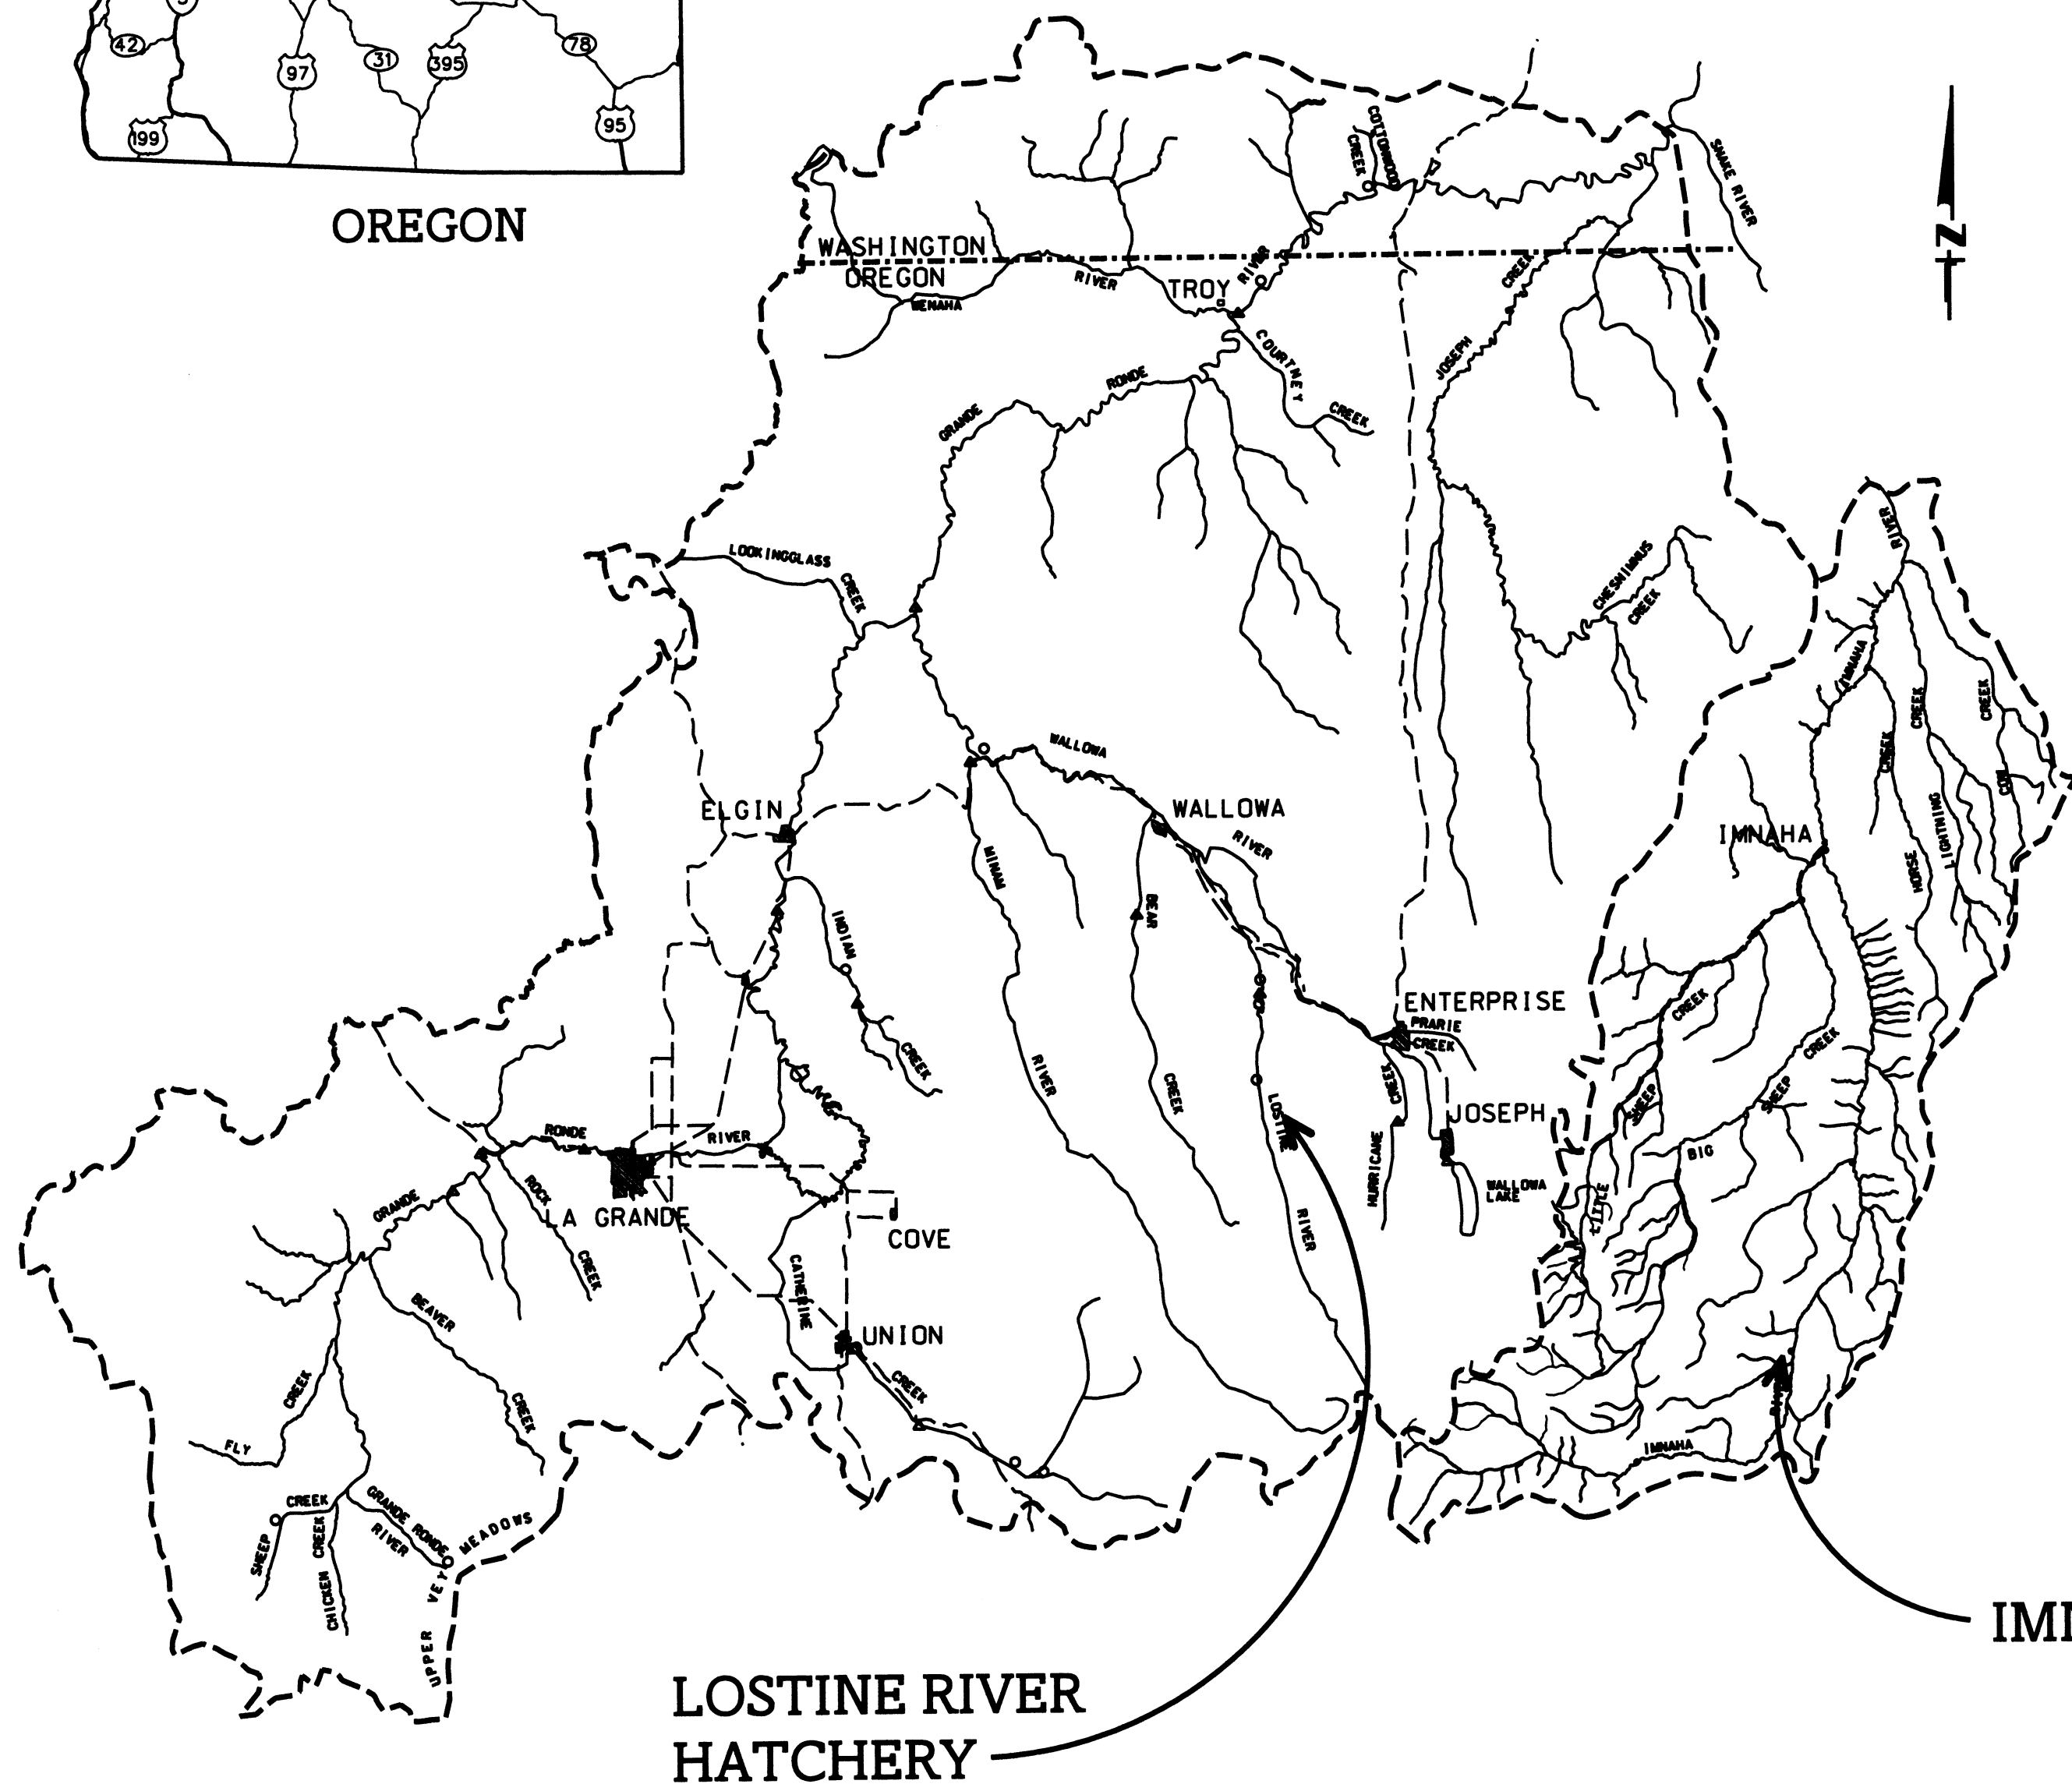 42
97
31
395
78
199
95
OREGON
N
COTTONWOOD
CREEK
SNAKE RIVER
WASHINGTON
OREGON
WENAHA
RIVER
TROY
RIVER
CREEK
JOSEPH
COURTNEY
CREEK
RONDE
GRANDE
LOOKINGGLASS
CREEK
CHESNIMUS
CREEK
RIVER
IMNAHA
CREEK
CREEK
CREEK
COW
LIGHTNING
HORSE
WALLOWA
ELGIN
WALLOWA
RIVER
IMNAHA
MINAM
BEAR
INDIAN
ENTERPRISE
PRARIE
CREEK
CREEK
CREEK
CREEK
RIVER
CREEK
CREEK
SHEEP
SHEEP
BIG
LITTLE
LOSTINE
JOSEPH
HURRICANE
WALLOWA
LAKE
RONDE
RIVER
ROCK
GRANDE
LA GRANDE
COVE
CREEK
CATHERINE
RIVER
BEAVER
UNION
CREEK
CREEK
CREEK
FLY
IMNAHA
CREEK
GRANDE RONDE
RIVER
SHEEP
CREEK
CHICKEN
MEADOWS
VEY
UPPER
LOSTINE RIVER
HATCHERY